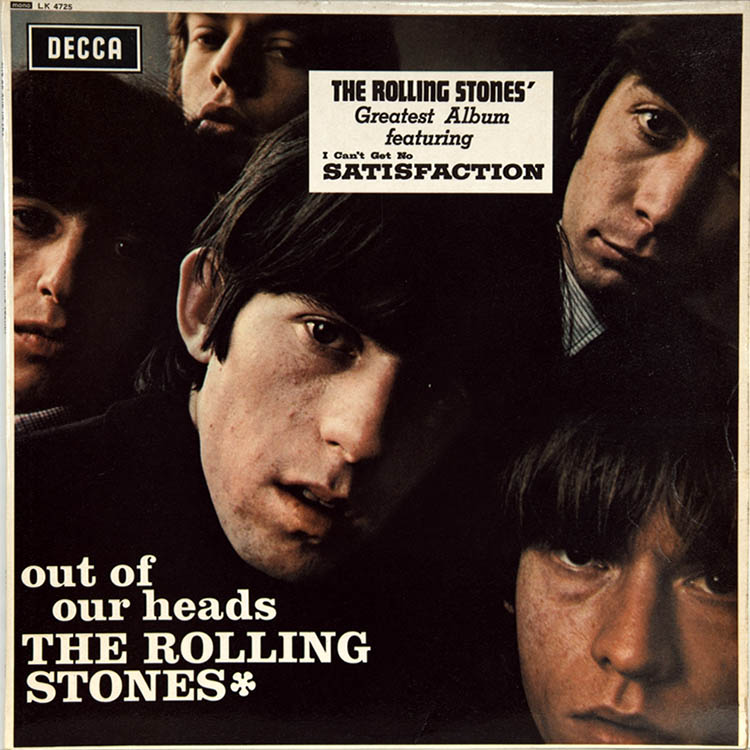 mono LK 4725
DECCA
THE ROLLING STONES'
Greatest Album
featuring
I Can't Get No
SATISFACTION
out of
our heads
THE ROLLING
STONES*